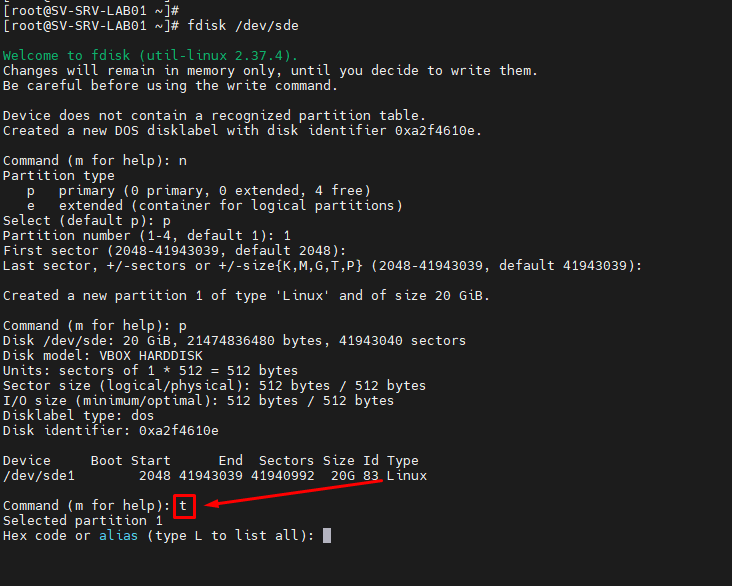 [root@SV-SRV-LAB01 ~]#
[root@SV-SRV-LAB01 ~]# fdisk /dev/sde
Welcome to fdisk (util-linux 2.37.4).
Changes will remain in memory only, until you decide to write them.
Be careful before using the write command.
Device does not contain a recognized partition table.
Created a new DOS disklabel with disk identifier 0xa2f4610e.
Command (m for help): n
Partition type
   p   primary (0 primary, 0 extended, 4 free)
   e   extended (container for logical partitions)
Select (default p): p
Partition number (1-4, default 1): 1
First sector (2048-41943039, default 2048):
Last sector, +/-sectors or +/-size{K,M,G,T,P} (2048-41943039, default 41943039):
Created a new partition 1 of type 'Linux' and of size 20 GiB.
Command (m for help): p
Disk /dev/sde: 20 GiB, 21474836480 bytes, 41943040 sectors
Disk model: VBOX HARDDISK
Units: sectors of 1 * 512 = 512 bytes
Sector size (logical/physical): 512 bytes / 512 bytes
I/O size (minimum/optimal): 512 bytes / 512 bytes
Disklabel type: dos
Disk identifier: 0xa2f4610e
Device     Boot Start      End  Sectors Size Id Type
/dev/sde1        2048 41943039 41940992  20G 83 Linux
Command (m for help): t
Selected partition 1
Hex code or alias (type L to list all):